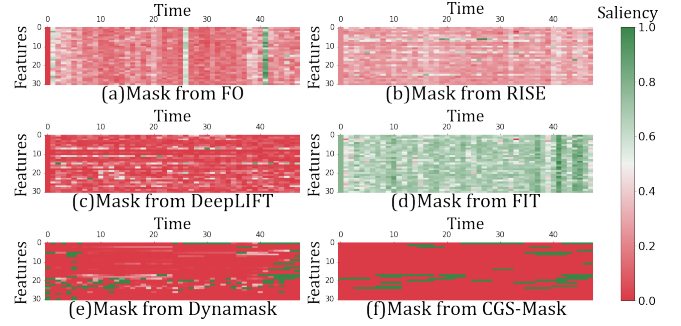 Time Time Saliency
0 10 20 30 40 0 10 20 30 40 1.0
Features 0 10 20 30 Features 0 10 20 30
(a)Mask from FO (b)Mask from RISE 0.8
Time Time
0 10 20 30 40 0 10 20 30 40 0.6
Features 0 10 20 30 Features 0 10 20 30
(c)Mask from DeepLIFT (d)Mask from FIT 0.4
Time Time
0 10 20 30 40 0 10 20 30 40 0.2
Features 0 10 20 30 Features 0 10 20 30
(e)Mask from Dynamask (f)Mask from CGS-Mask 0.0